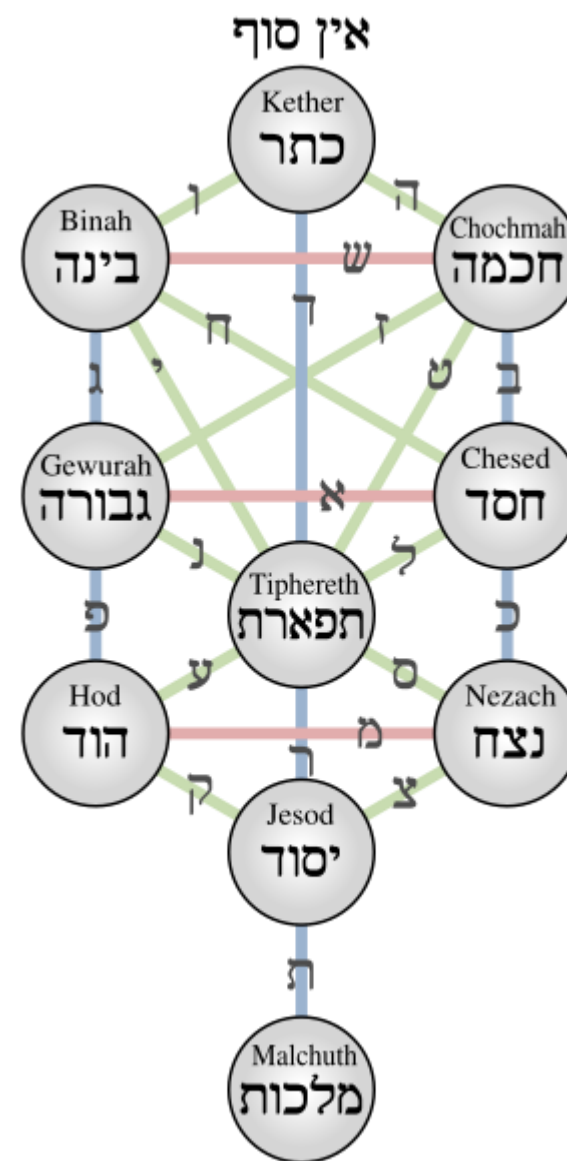 אין סוף
Kether
כתר
ו
ה
Binah
בינה
Chochmah
חכמה
ש
ד
ח
ז
ג
י
ט
ב
Gewurah
גבורה
Chesed
חסד
א
נ
ל
Tiphereth
תפארת
פ
כ
ע
ס
Hod
הוד
Nezach
נצח
מ
ר
ק
צ
Jesod
יסוד
ת
Malchuth
מלכות